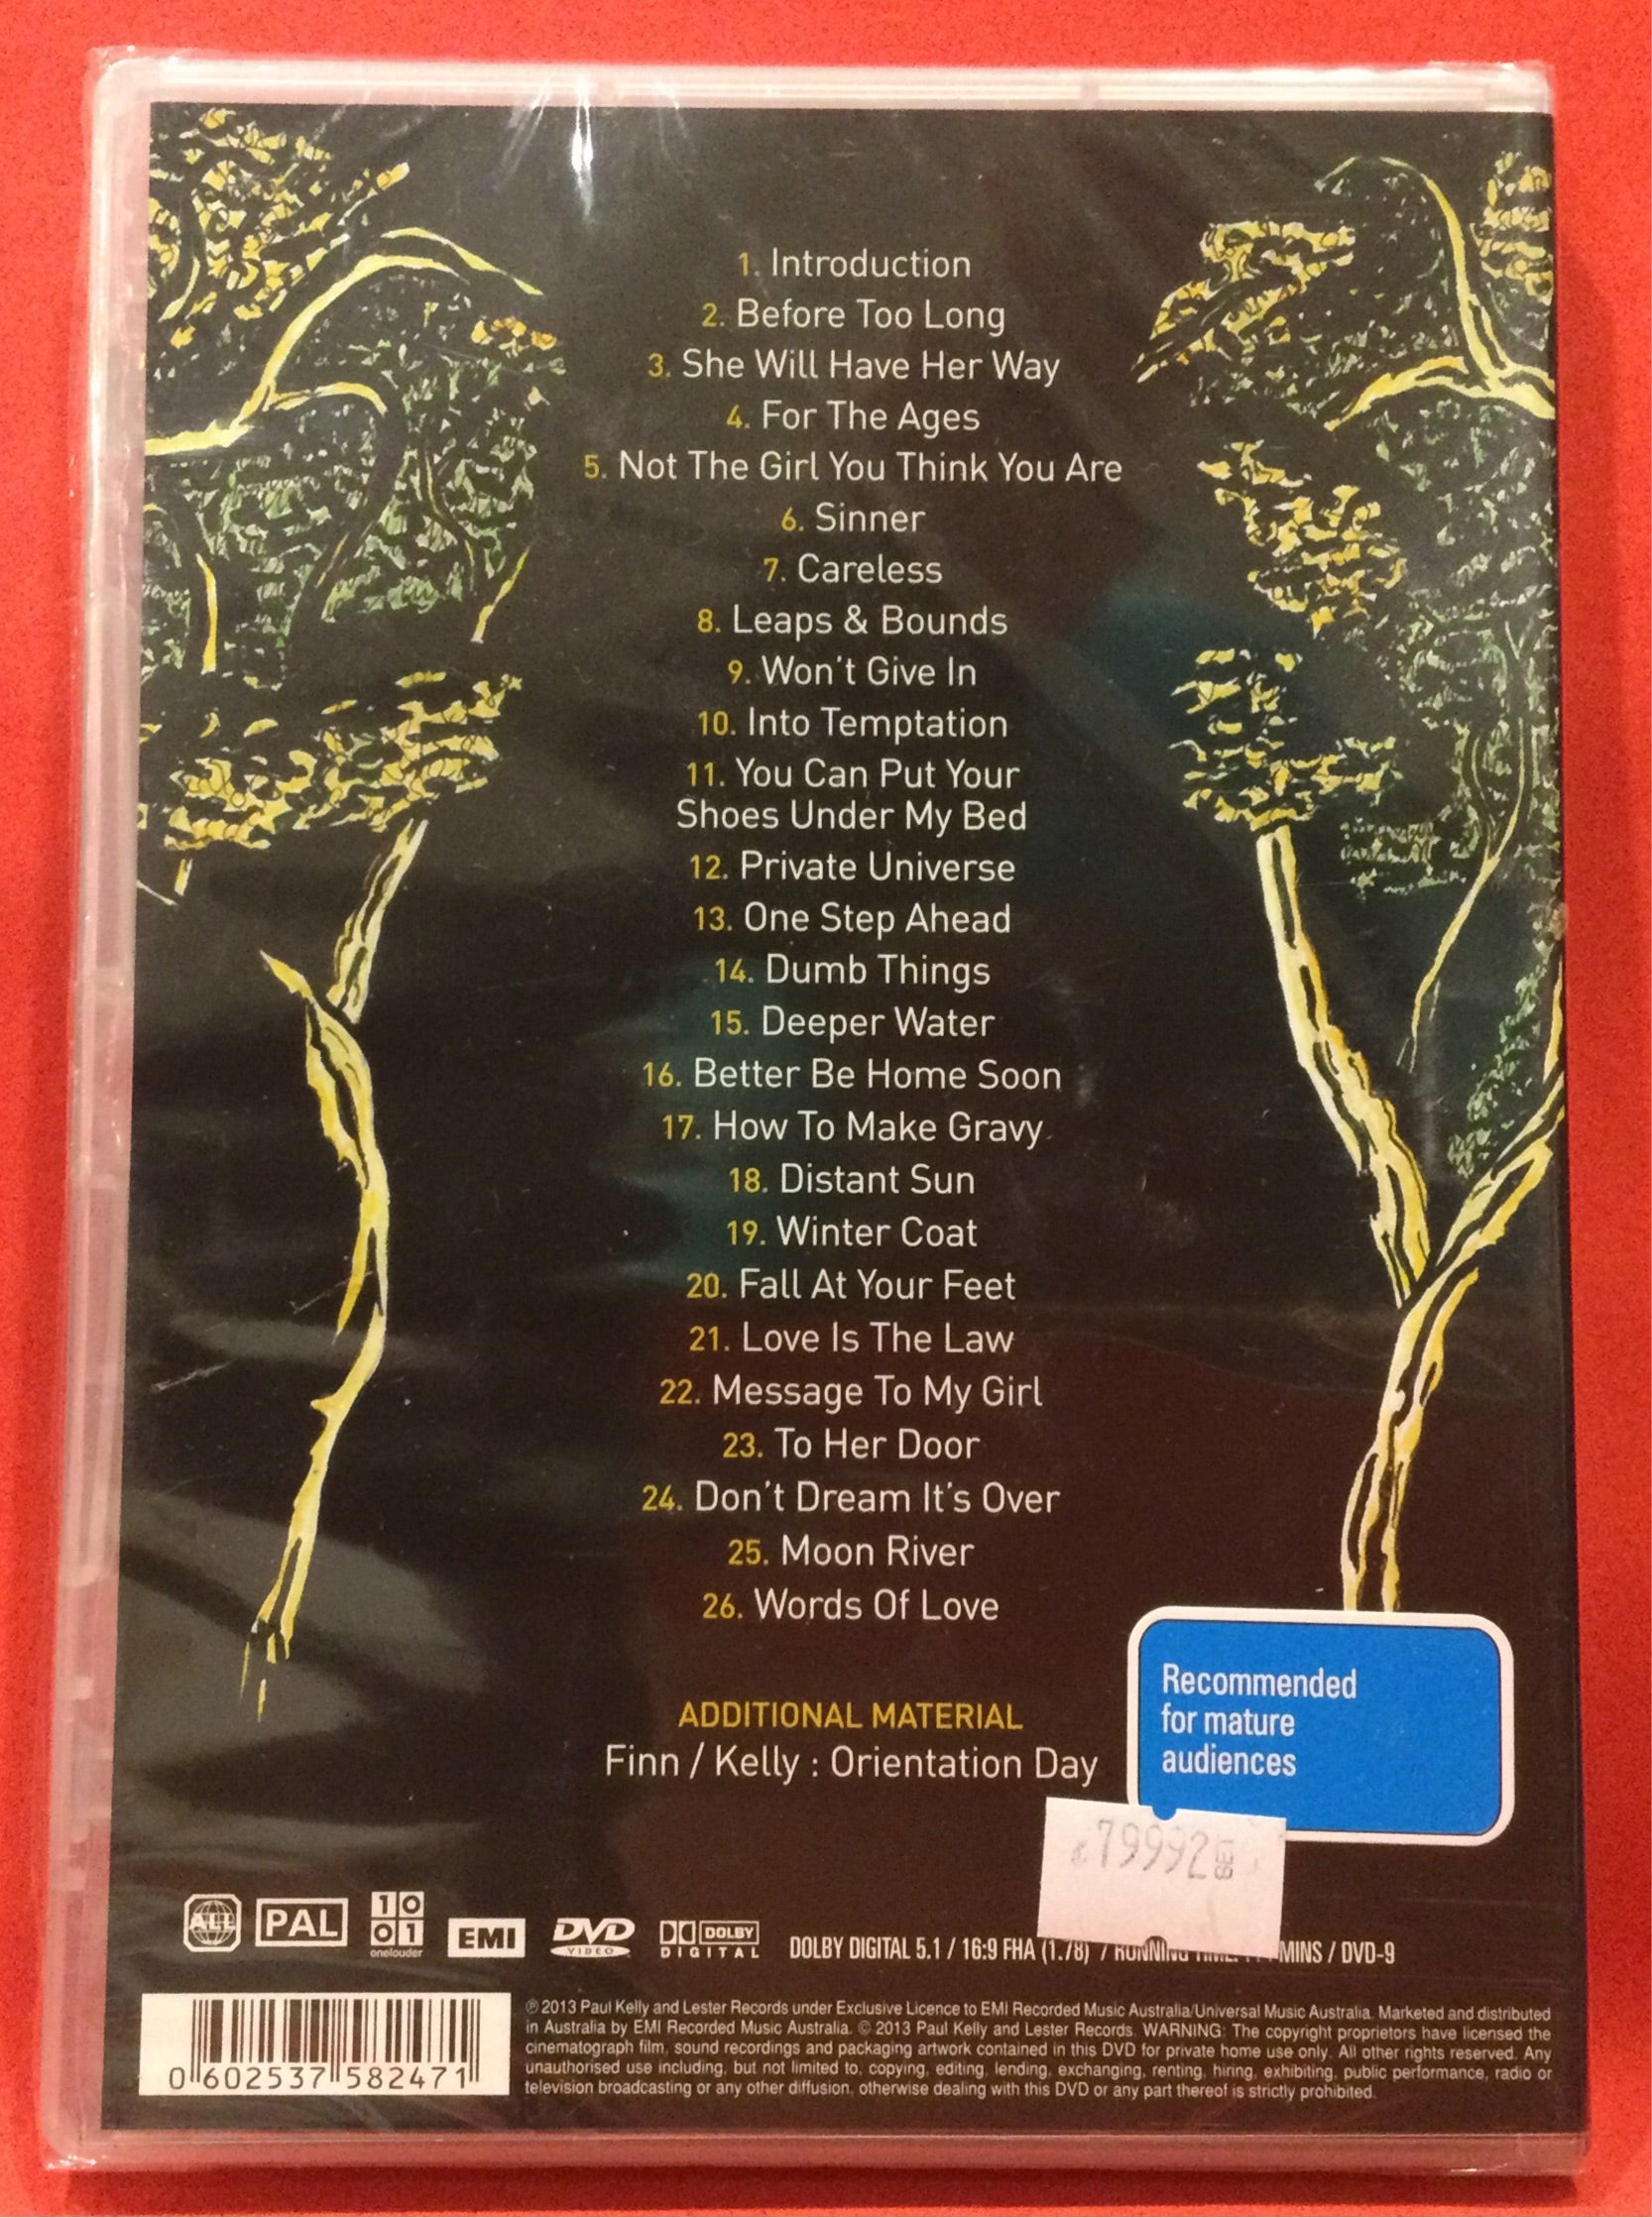 1. Introduction
2. Before Too Long
3. She Will Have Her Way
4. For The Ages
5. Not The Girl You Think You Are
6. Sinner
7. Careless
8. Leaps & Bounds
9. Won't Give In
10. Into Temptation
11. You Can Put Your
Shoes Under My Bed
12. Private Universe
13. One Step Ahead
14. Dumb Things
15. Deeper Water
16. Better Be Home Soon
17. How To Make Gravy
18. Distant Sun
19. Winter Coat
20. Fall At Your Feet
21. Love Is The Law
22. Message To My Girl
23. To Her Door
24. Don't Dream It's Over
25. Moon River
26. Words Of Love
ADDITIONAL MATERIAL
Finn / Kelly : Orientation Day
Recommended
for mature
audiences
79992
ALL
PAL
10
01
onelouder
EMI
DVD
VIDEO
DOLBY
DIGITAL
DOLBY DIGITAL 5.1 / 16:9 FHA (1.78) / RUNNING MINS / DVD-9
0 602537 582471
℗ 2013 Paul Kelly and Lester Records under Exclusive Licence to EMI Recorded Music Australia/Universal Music Australia. Marketed and distributed
in Australia by EMI Recorded Music Australia. © 2013 Paul Kelly and Lester Records. WARNING: The copyright proprietors have licensed the
cinematograph film, sound recordings and packaging artwork contained in this DVD for private home use only. All other rights reserved. Any
unauthorised use including, but not limited to, copying, editing, lending, exchanging, renting, hiring, exhibiting, public performance, radio or
television broadcasting or any other diffusion, otherwise dealing with this DVD or any part thereof is strictly prohibited.